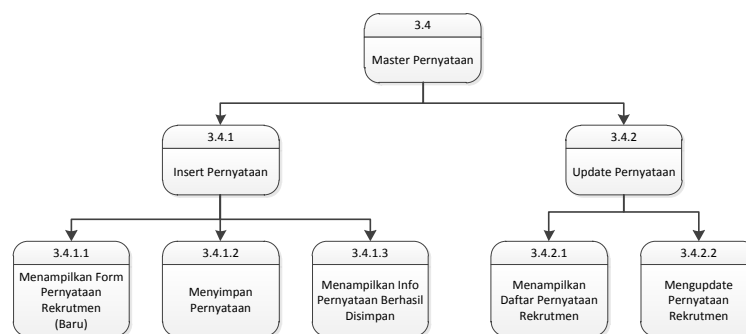 3.4
Master Pernyataan
3.4.1
Insert Pernyataan
3.4.2
Update Pernyataan
3.4.1.1
Menampilkan Form
Pernyataan
Rekrutmen
(Baru)
3.4.1.2
Menyimpan
Pernyataan
3.4.1.3
Menampilkan Info
Pernyataan Berhasil
Disimpan
3.4.2.1
Menampilkan
Daftar Pernyataan
Rekrutmen
3.4.2.2
Mengupdate
Pernyataan
Rekrutmen